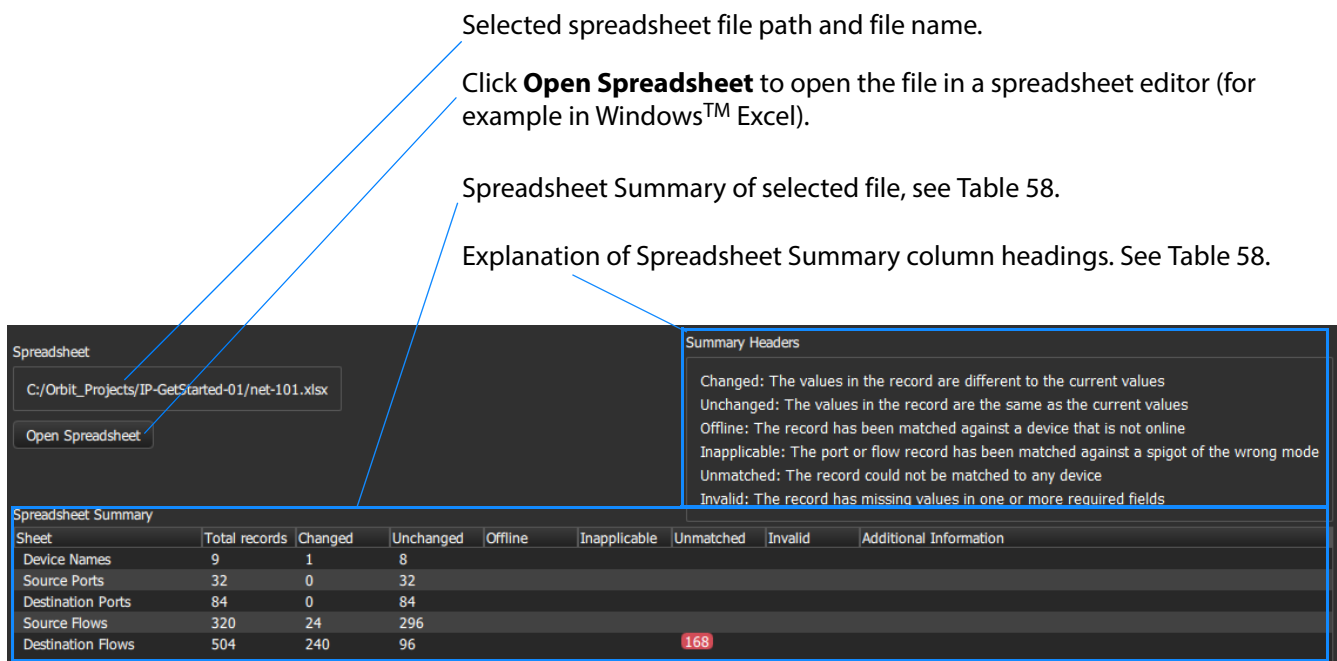 Selected spreadsheet file path and file name.
Click Open Spreadsheet to open the file in a spreadsheet editor (for
example in Windows™ Excel).
Spreadsheet Summary of selected file, see Table 58.
Explanation of Spreadsheet Summary column headings. See Table 58.
Spreadsheet
C:/Orbit_Projects/IP-GetStarted-01/net-101.xlsx
Open Spreadsheet
Summary Headers
Changed: The values in the record are different to the current values
Unchanged: The values in the record are the same as the current values
Offline: The record has been matched against a device that is not online
Inapplicable: The port or flow record has been matched against a spigot of the wrong mode
Unmatched: The record could not be matched to any device
Invalid: The record has missing values in one or more required fields
Spreadsheet Summary
Sheet Total records Changed Unchanged Offline Inapplicable Unmatched Invalid Additional Information
Device Names 9 1 8
Source Ports 32 0 32
Destination Ports 84 0 84
Source Flows 320 24 296
Destination Flows 504 240 96 168